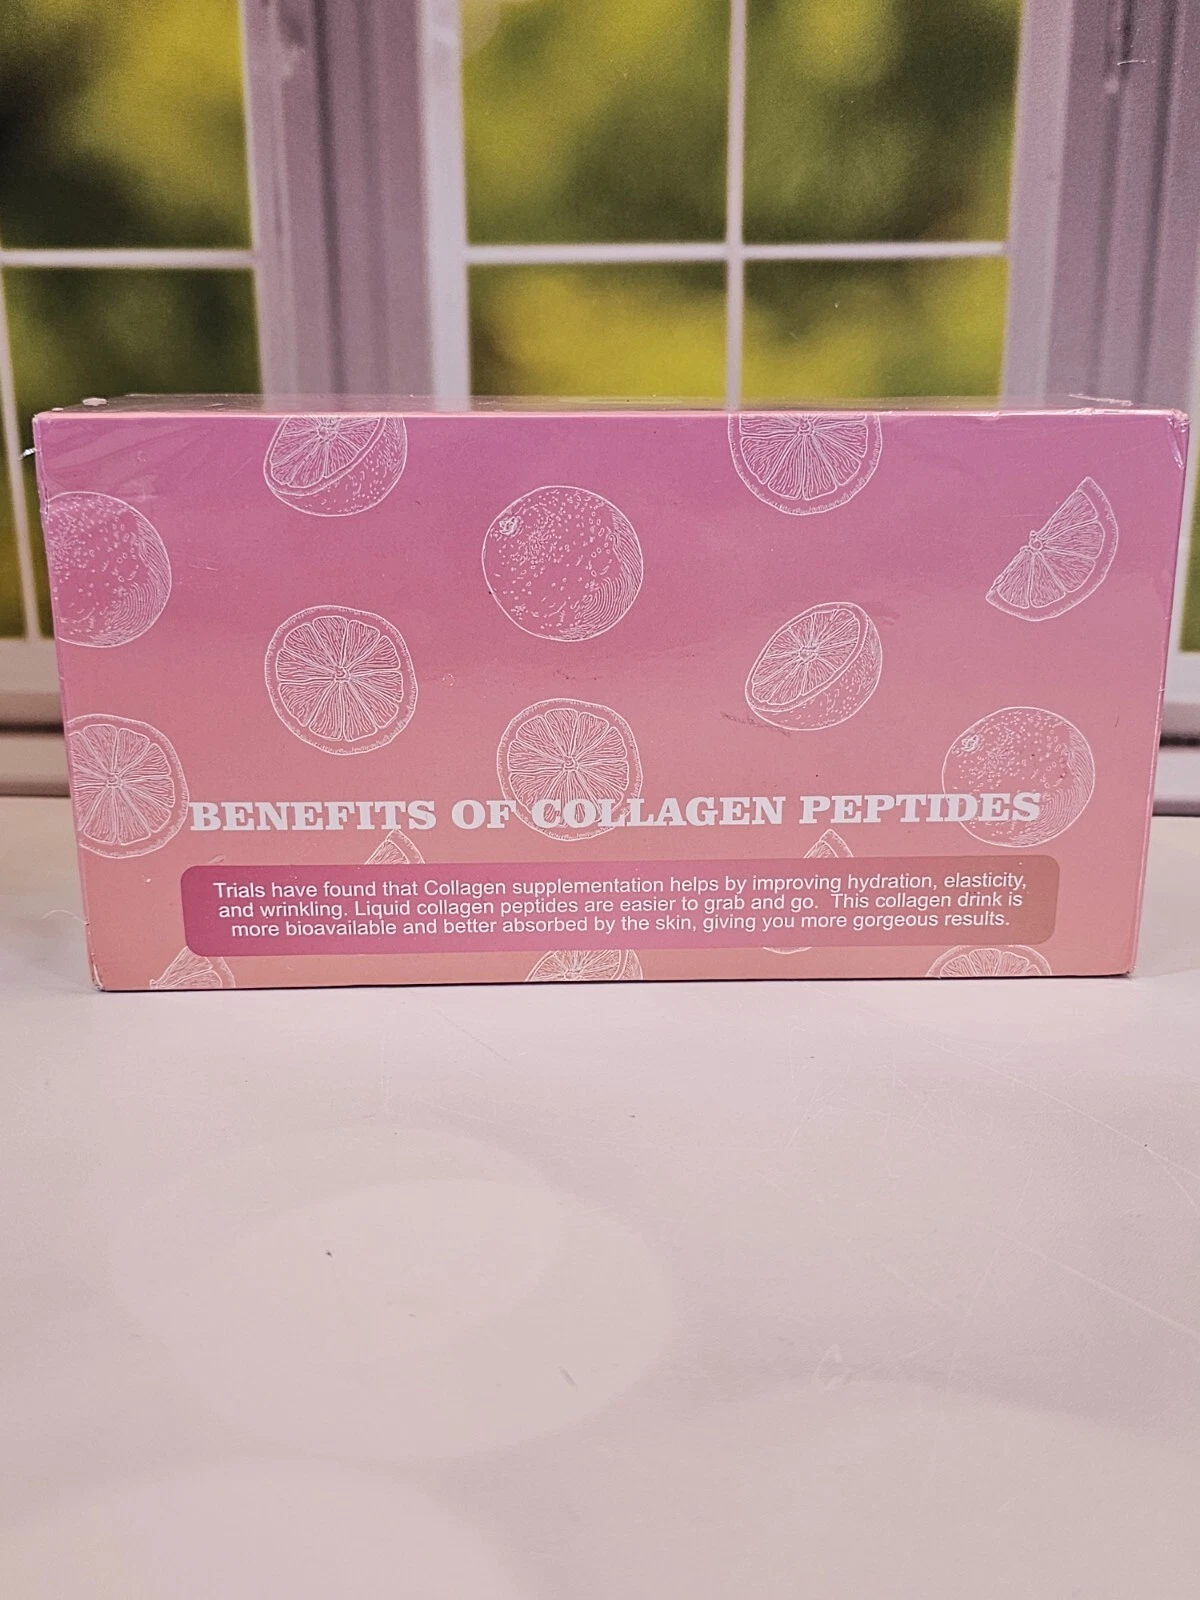 BENEFITS OF COLLAGEN PEPTIDES
Trials have found that Collagen supplementation helps by improving hydration, elasticity,
and wrinkling. Liquid collagen peptides are easier to grab and go. This collagen drink is
more bioavailable and better absorbed by the skin, giving you more gorgeous results.